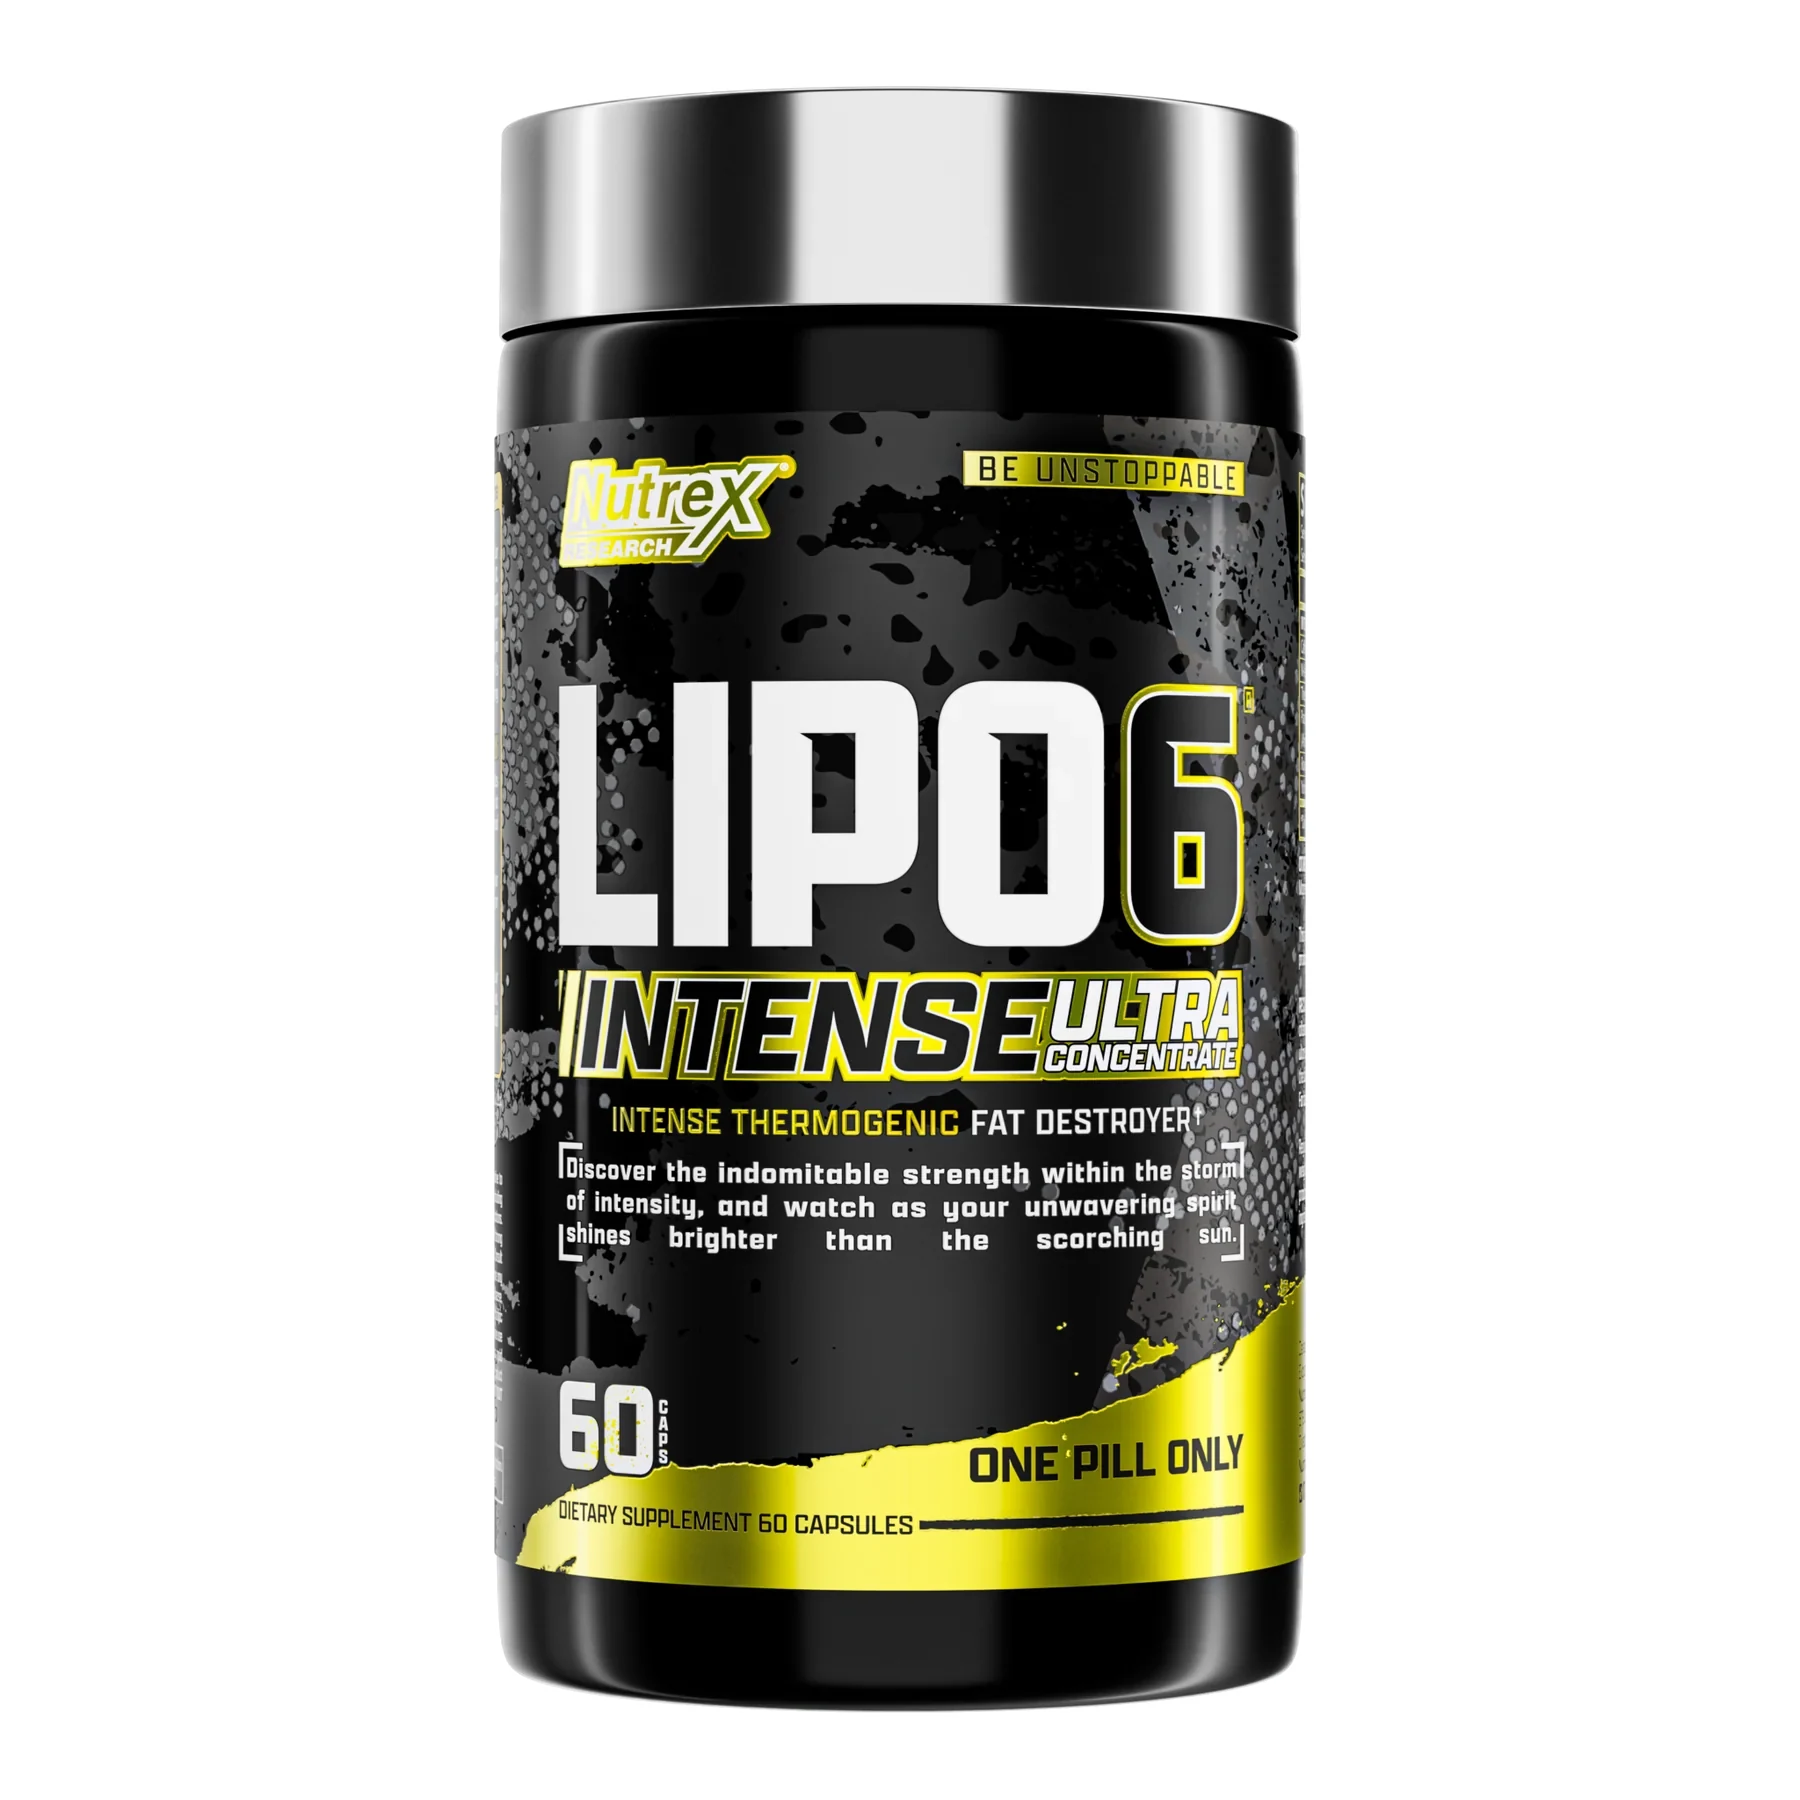 Nutrex®
RESEARCH
BE UNSTOPPABLE
LIPO6®
INTENSE ULTRA
CONCENTRATE
INTENSE THERMOGENIC FAT DESTROYER†
Discover the indomitable strength within the storm
of intensity, and watch as your unwavering spirit
shines brighter than the scorching sun.
60 CAPS
ONE PILL ONLY
DIETARY SUPPLEMENT 60 CAPSULES